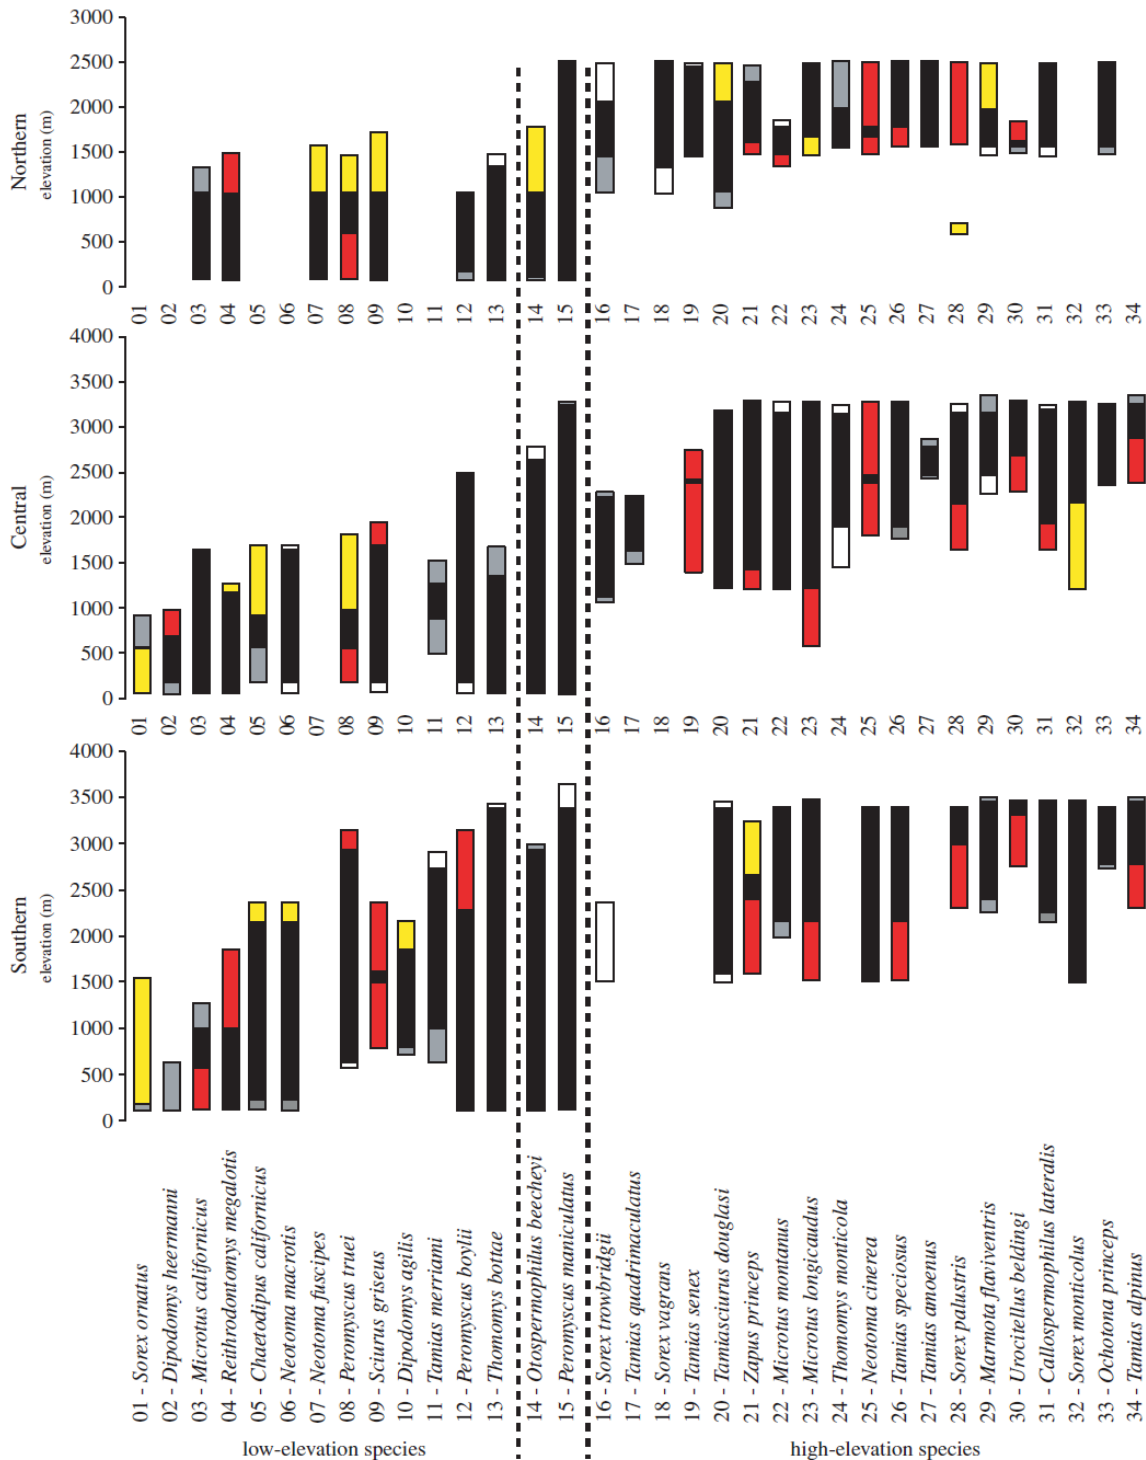 3000
2500
2000
1500
1000
500
0
Northern
elevation (m)
01 02 03 04 05 06 07 08 09 10 11 12 13 14 15 16 17 18 19 20 21 22 23 24 25 26 27 28 29 30 31 32 33 34
4000
3500
3000
2500
2000
1500
1000
500
0
Central
elevation (m)
01 02 03 04 05 06 07 08 09 10 11 12 13 14 15 16 17 18 19 20 21 22 23 24 25 26 27 28 29 30 31 32 33 34
4000
3500
3000
2500
2000
1500
1000
500
0
Southern
elevation (m)
01 - Sorex ornatus
02 - Dipodomys heermanni
03 - Microtus californicus
04 - Reithrodontomys megalotis
05 - Chaetodipus californicus
06 - Neotoma macrotis
07 - Neotoma fuscipes
08 - Peromyscus truei
09 - Sciurus griseus
10 - Dipodomys agilis
11 - Tamias merriami
12 - Peromyscus boylii
13 - Thonomys bottae
14 - Otospermophilus beecheyi
15 - Peromyscus maniculatus
16 - Sorex trowbridgii
17 - Tamias quadrimaculatus
18 - Sorex vagrans
19 - Tamias senex
20 - Tamiasciurus douglasi
21 - Zapus princeps
22 - Microtus montanus
23 - Microtus longicaudus
24 - Thomomys monticola
25 - Neotoma cinerea
26 - Tamias speciosus
27 - Tamias amoenus
28 - Sorex palustris
29 - Marmota flaviventris
30 - Urocitellus beldingi
31 - Callospermophilus lateralis
32 - Sorex monticolus
33 - Ochotona princeps
34 - Tamias alpinus
low-elevation species
high-elevation species